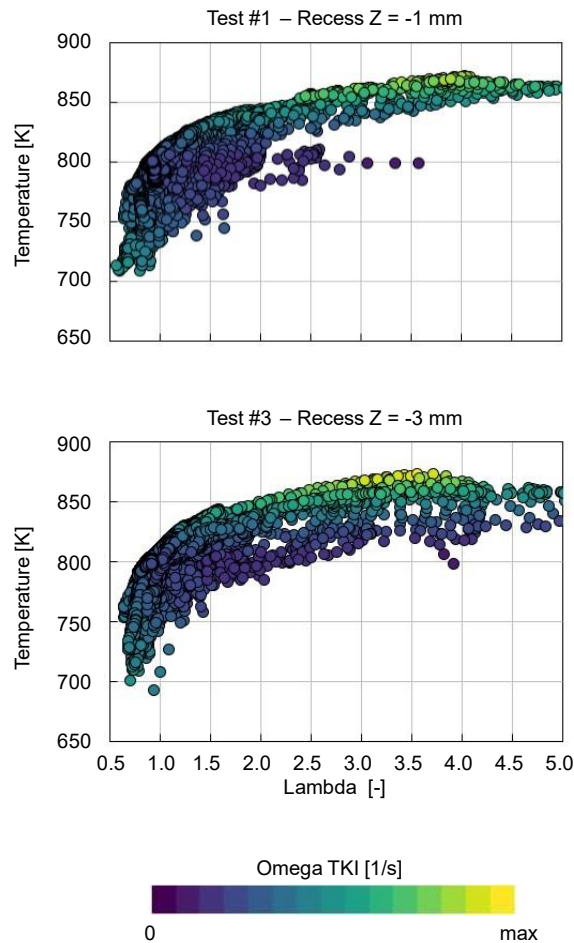 Test #1 – Recess Z = -1 mm
900
850
800
750
700
650
Temperature [K]
Test #3 – Recess Z = -3 mm
900
850
800
750
700
650
Temperature [K]
0.5 1.0 1.5 2.0 2.5 3.0 3.5 4.0 4.5 5.0
Lambda [-]
Omega TKI [1/s]
0 max